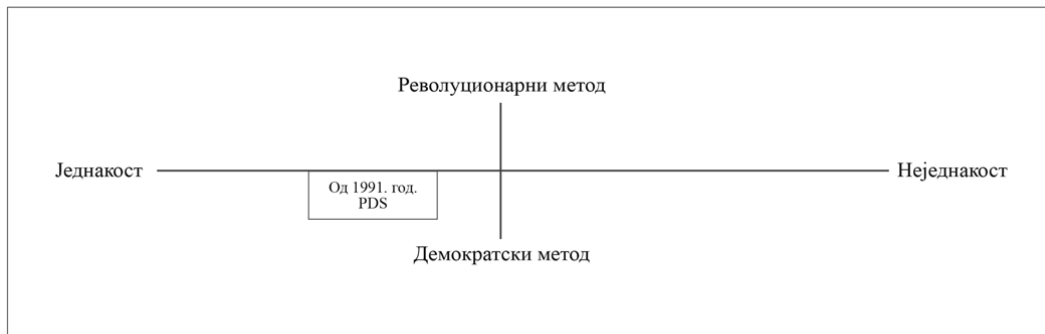 Револуционарни метод
Једнакост
Неједнакост
Од 1991. год.
PDS
Демократски метод